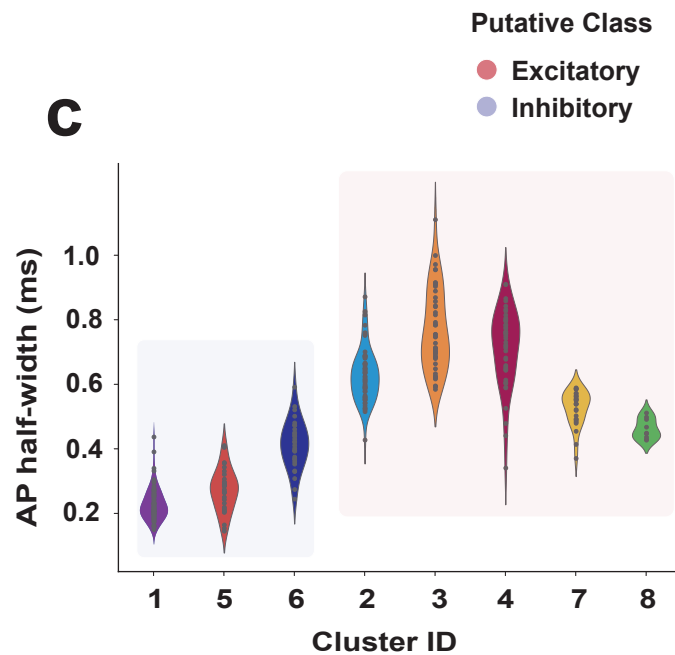 Putative Class
Excitatory
Inhibitory
c
AP half-width (ms)
1.0
0.8
0.6
0.4
0.2
1 5 6 2 3 4 7 8
Cluster ID